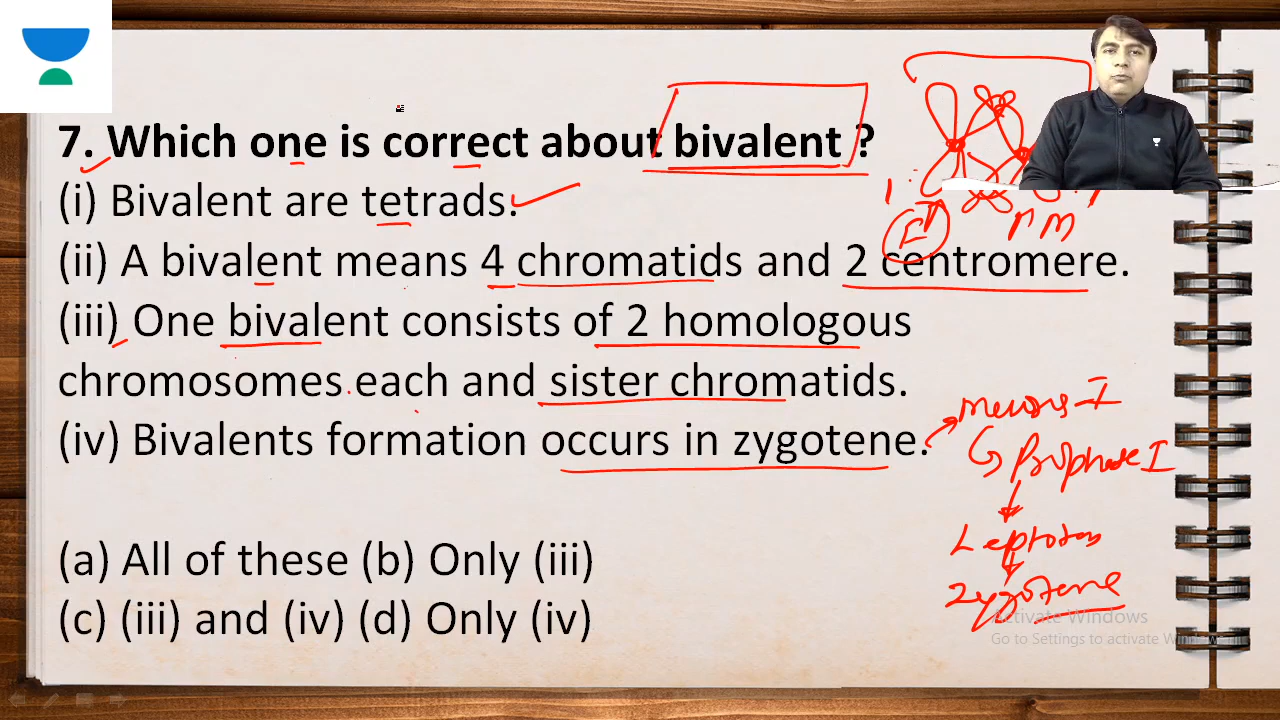 7. Which one is correct about bivalent ?
(i) Bivalent are tetrads.
(ii) A bivalent means 4 chromatids and 2 centromere.
(iii) One bivalent consists of 2 homologous
chromosomes each and sister chromatids.
(iv) Bivalents formation occurs in zygotene.
Meiosis-I
Prophase I
Zygotene
(a) All of these (b) Only (iii)
(c) (iii) and (iv) (d) Only (iv)
Activate Windows
Go to Settings to activate Windows